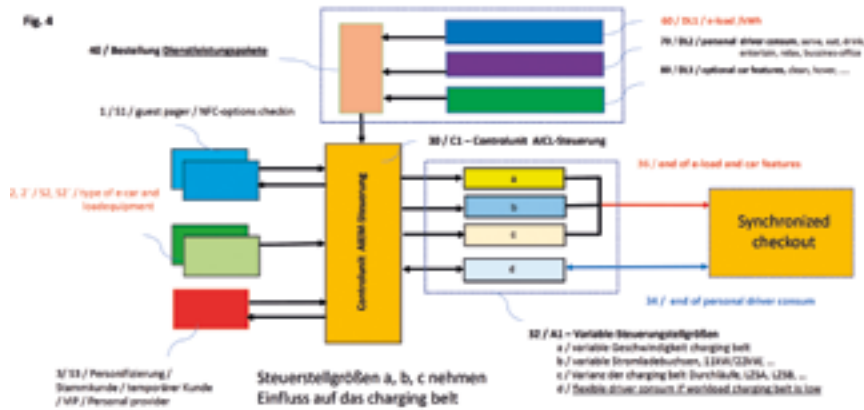 Fig. 4
60 / DL1 / e-load /kWh
70 / DL2 / personal driver consum, serve, eat, drink,
entertain, relax, bussines office
80 / DL3 / optional car features, clean, hover, ....
40 / Bestellung Dienstleistungspakete
1 / S1 / guest pager / NFC-options checkin
30 / C1 – Controlunit AICL-Steuerung
2, 2' / S2, S2' / type of e-car and
loadequipment
Controlunit AIEM-Steuerung
a
b
c
d
36 / end of e-load and car features
Synchronized
checkout
34 / end of personal driver consum
3/ S3 / Personifizierung /
Stammkunde / temporärer Kunde
/ VIP / Personal provider
Steuerstellgrößen a, b, c nehmen
Einfluss auf das charging belt
32 / A1 – Variable Steuerungstellgrößen
a / variable Geschwindigkeit charging belt
b / variable Stromladebuchsen, 11kW/22kW, ...
c / Varianz der charging belt Durchläufe, LZSA, LZSB, ...
d / flexible driver consum if workload charging belt is low